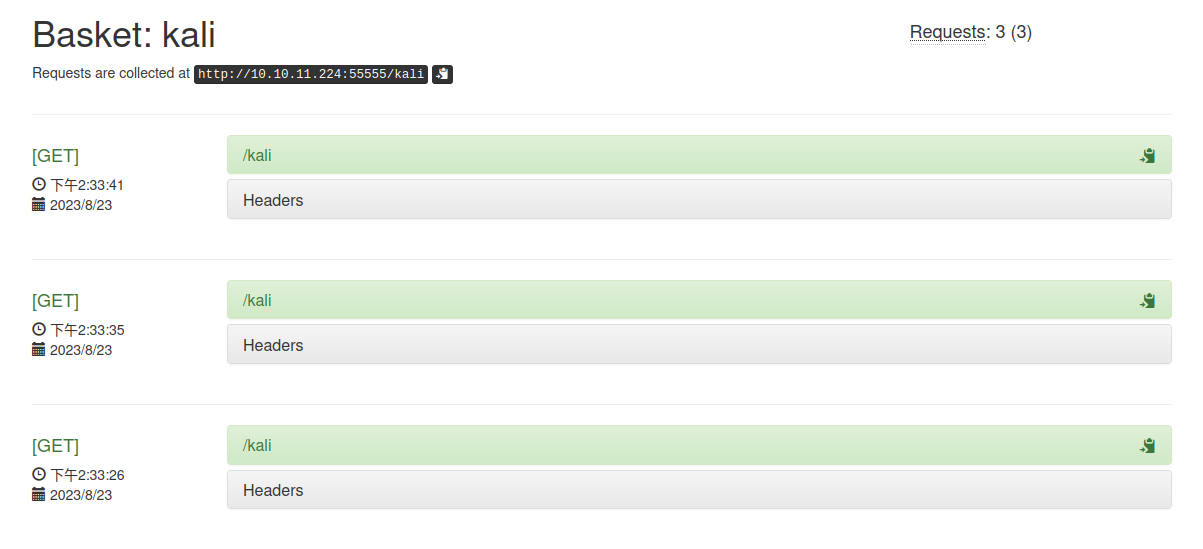 Basket: kali
Requests: 3 (3)
Requests are collected at http://10.10.11.224:55555/kali
[GET]
/kali
下午2:33:41
2023/8/23
Headers
[GET]
/kali
下午2:33:35
2023/8/23
Headers
[GET]
/kali
下午2:33:26
2023/8/23
Headers